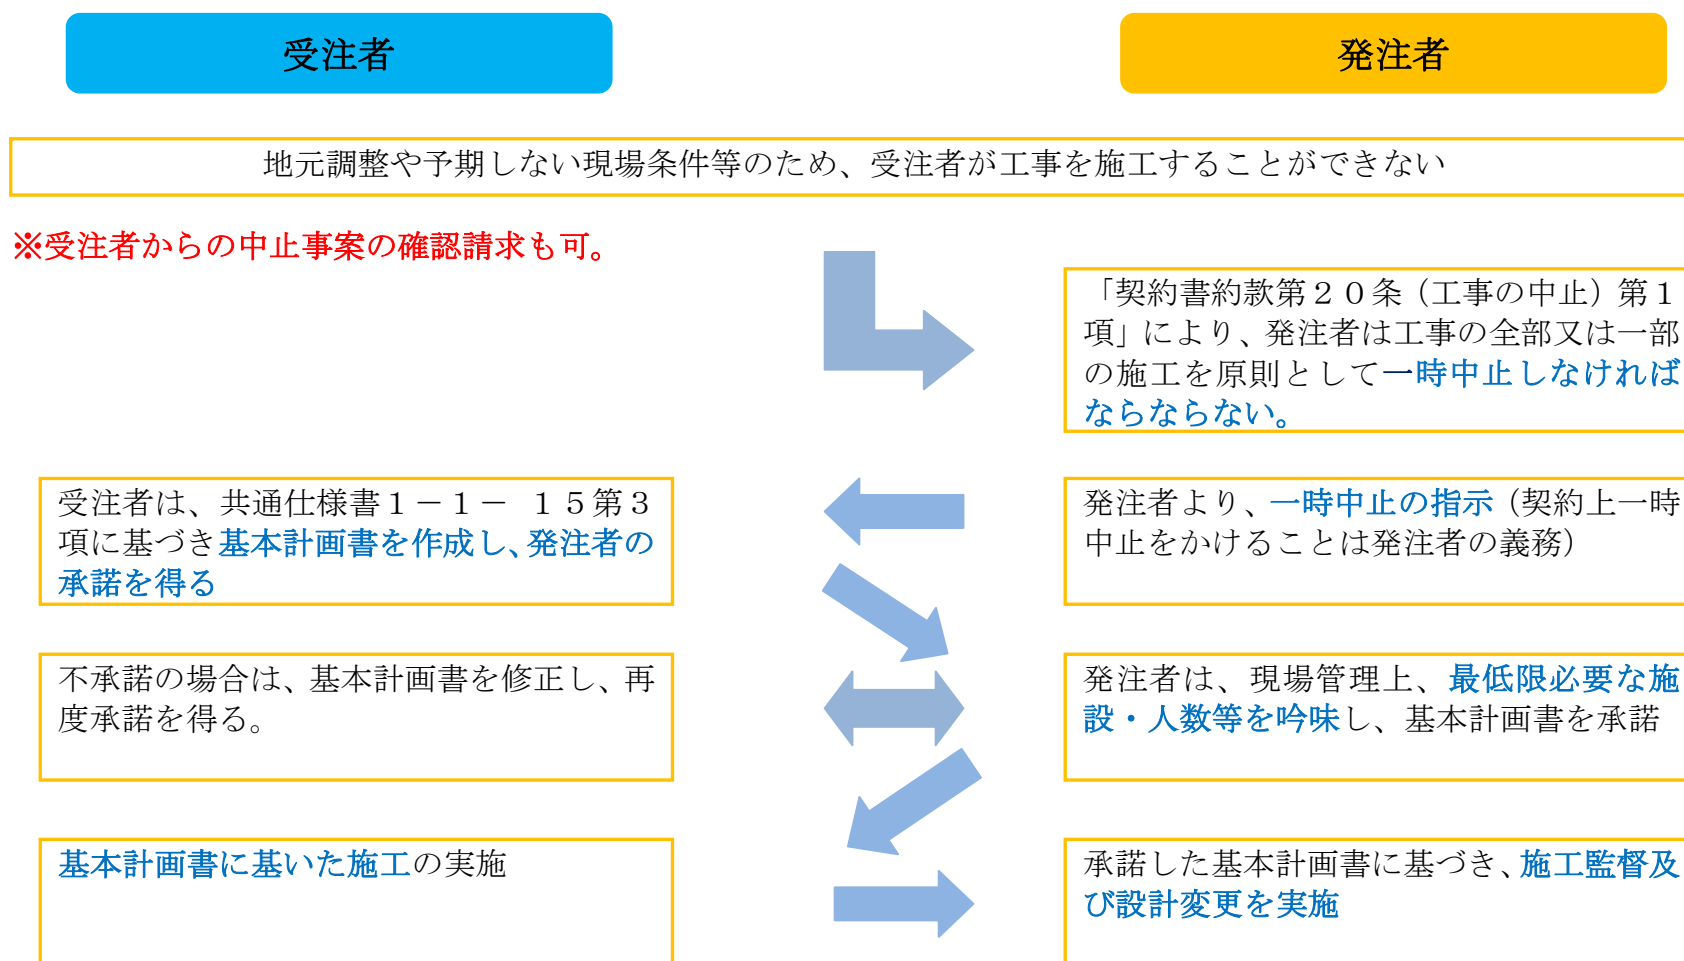 受注者
発注者
地元調整や予期しない現場条件等のため、受注者が工事を施工することができない
※受注者からの中止事案の確認請求も可。
「契約書約款第２０条（工事の中止）第１
項」により、発注者は工事の全部又は一部
の施工を原則として一時中止しなければ
ならならない。
受注者は、共通仕様書１－１－　１５第３
項に基づき基本計画書を作成し、発注者の
承諾を得る
発注者より、一時中止の指示（契約上一時
中止をかけることは発注者の義務）
不承諾の場合は、基本計画書を修正し、再
度承諾を得る。
発注者は、現場管理上、最低限必要な施
設・人数等を吟味し、基本計画書を承諾
基本計画書に基いた施工の実施
承諾した基本計画書に基づき、施工監督及
び設計変更を実施